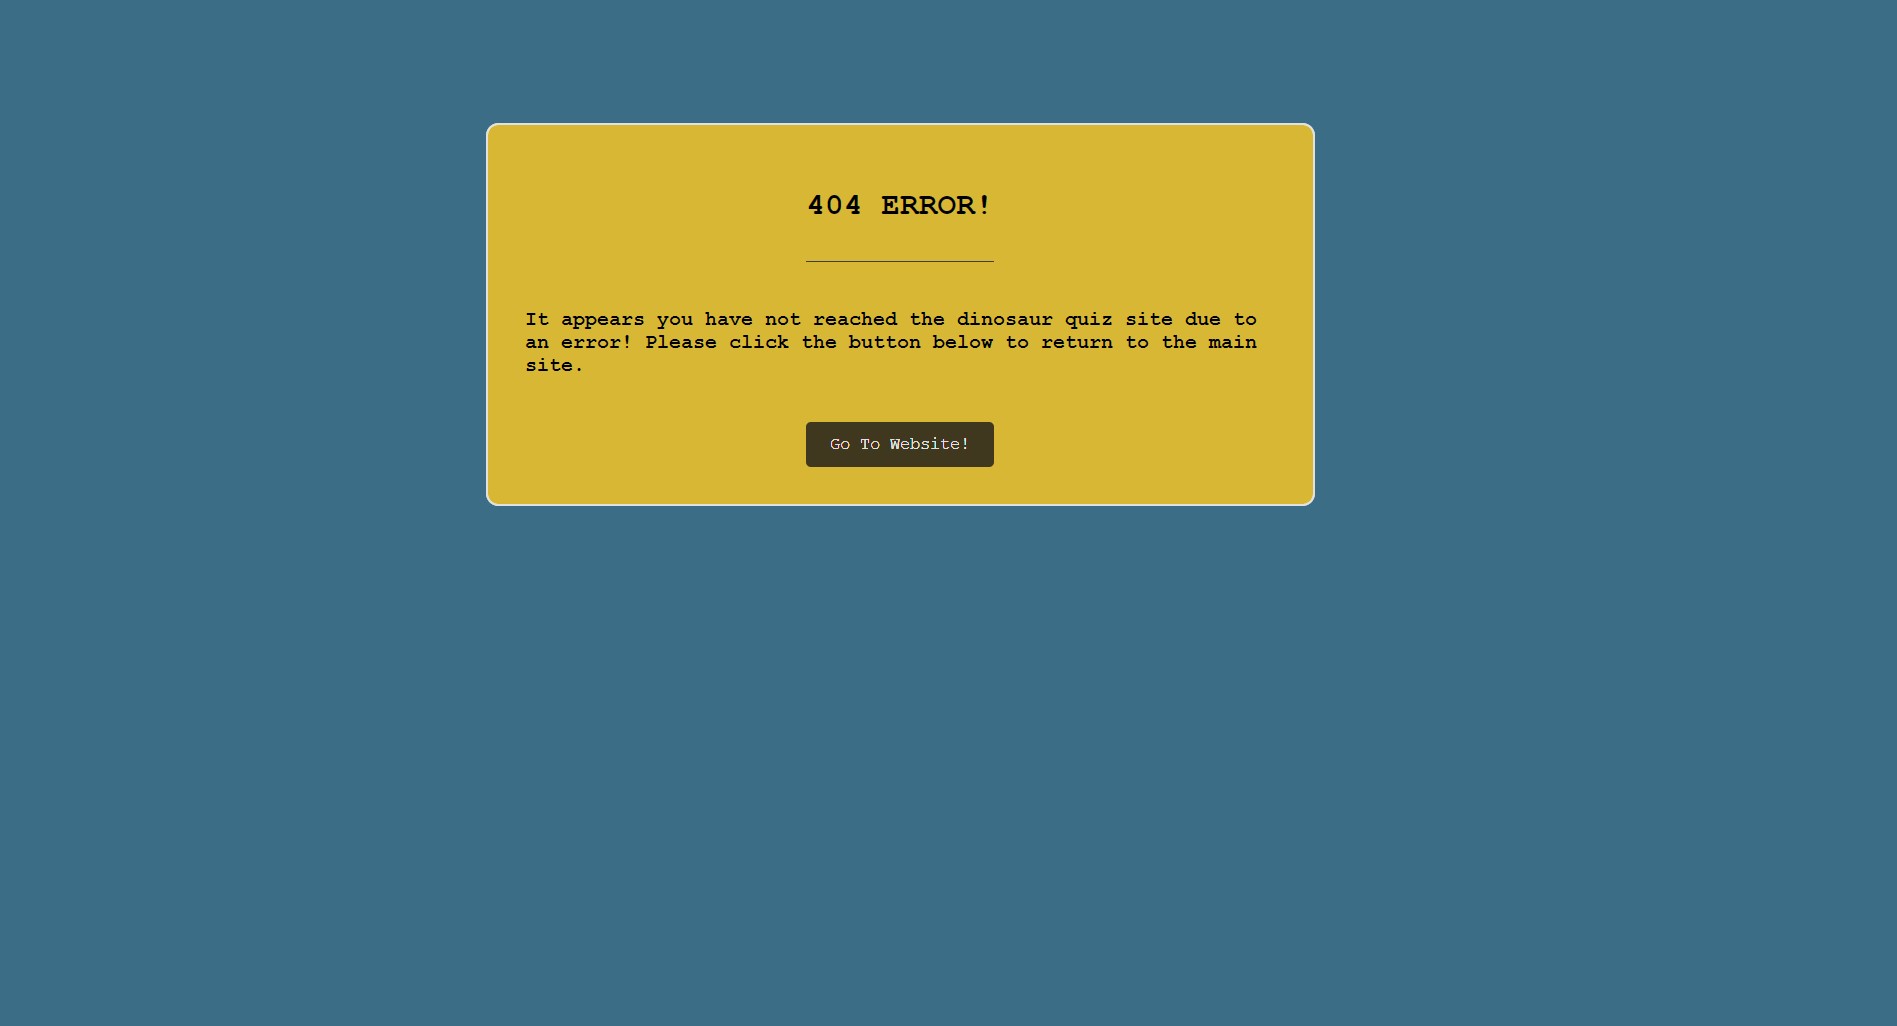 404 ERROR!
It appears you have not reached the dinosaur quiz site due to
an error! Please click the button below to return to the main
site.
Go To Website!